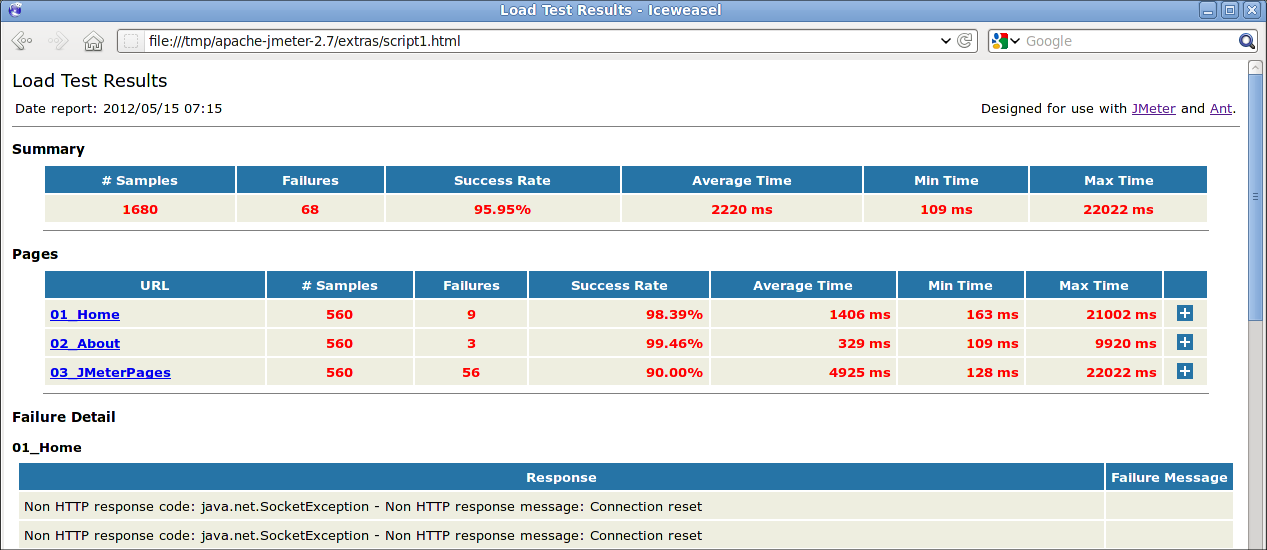 Load Test Results - Iceweasel
file:///tmp/apache-jmeter-2.7/extras/script1.html
Google
Load Test Results
Date report: 2012/05/15 07:15 Designed for use with JMeter and Ant.
Summary
# Samples Failures Success Rate Average Time Min Time Max Time
1680 68 95.95% 2220 ms 109 ms 22022 ms
Pages
URL # Samples Failures Success Rate Average Time Min Time Max Time
01_Home 560 9 98.39% 1406 ms 163 ms 21002 ms
02_About 560 3 99.46% 329 ms 109 ms 9920 ms
03_JMeterPages 560 56 90.00% 4925 ms 128 ms 22022 ms
Failure Detail
01_Home
Response Failure Message
Non HTTP response code: java.net.SocketException - Non HTTP response message: Connection reset
Non HTTP response code: java.net.SocketException - Non HTTP response message: Connection reset